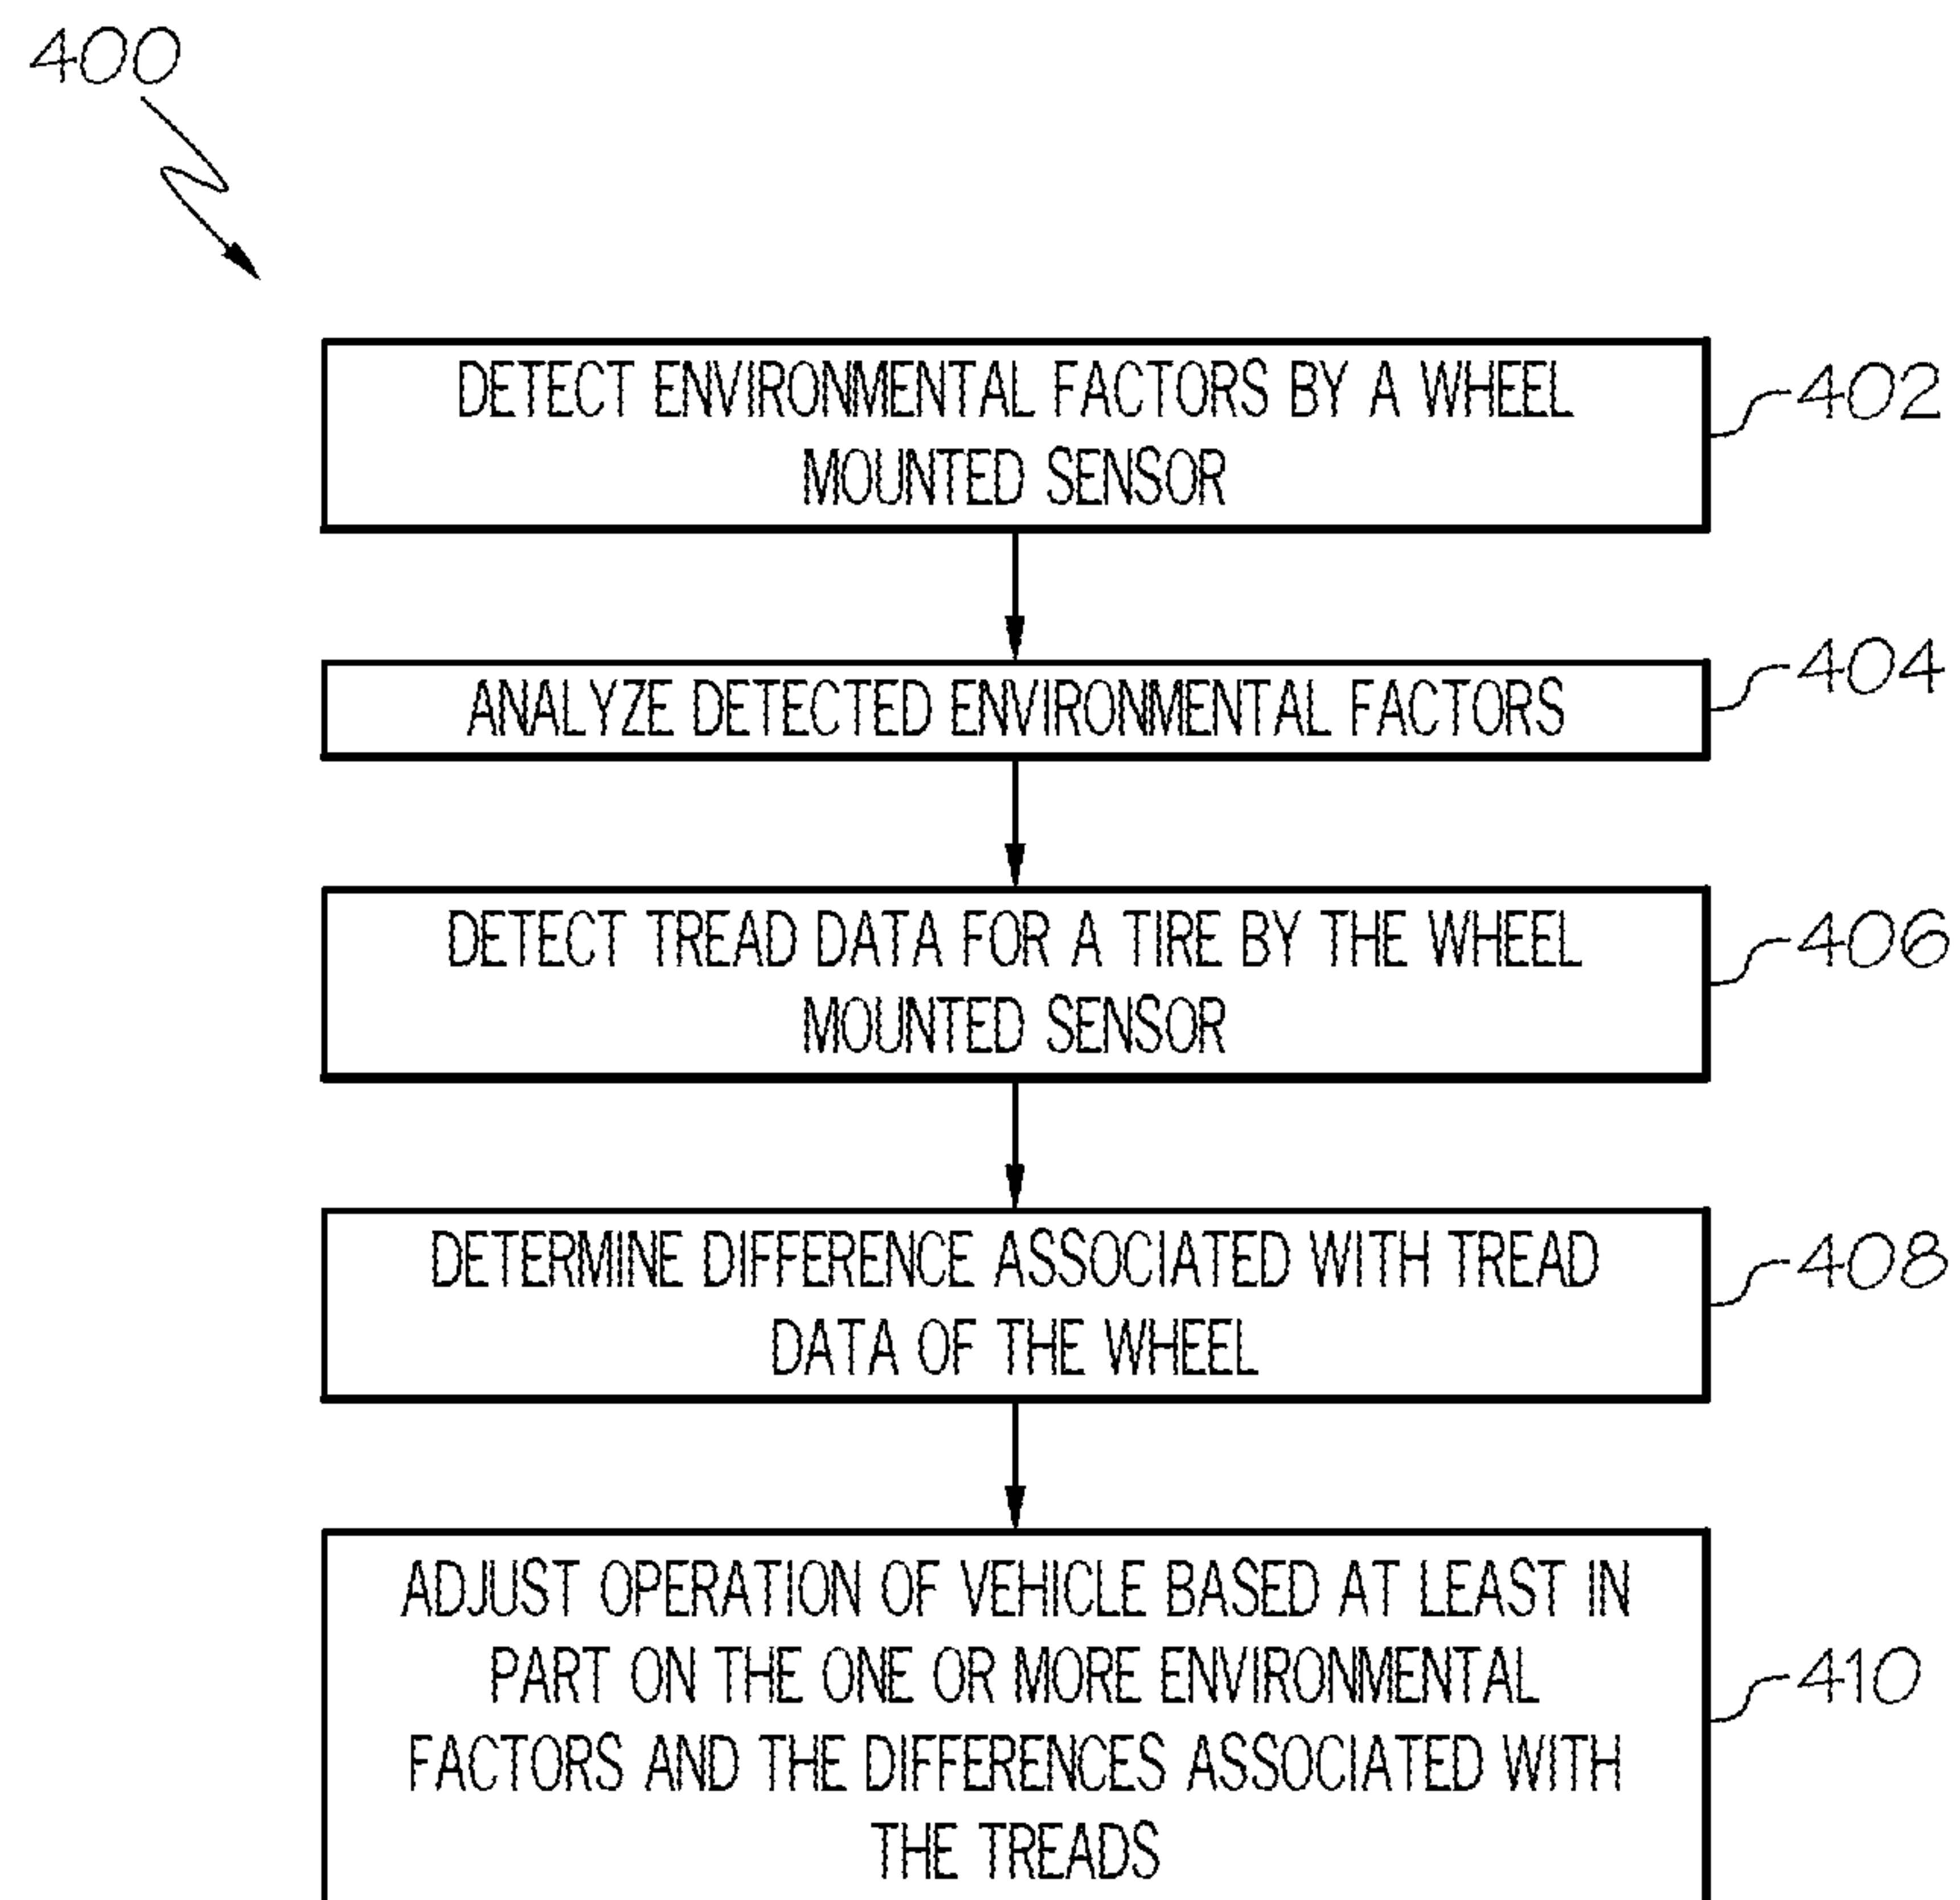 400
DETECT ENVIRONMENTAL FACTORS BY A WHEEL
MOUNTED SENSOR
402
ANALYZE DETECTED ENVIRONMENTAL FACTORS
404
DETECT TREAD DATA FOR A TIRE BY THE WHEEL
MOUNTED SENSOR
406
DETERMINE DIFFERENCE ASSOCIATED WITH TREAD
DATA OF THE WHEEL
408
ADJUST OPERATION OF VEHICLE BASED AT LEAST IN
PART ON THE ONE OR MORE ENVIRONMENTAL
FACTORS AND THE DIFFERENCES ASSOCIATED WITH
THE TREADS
410